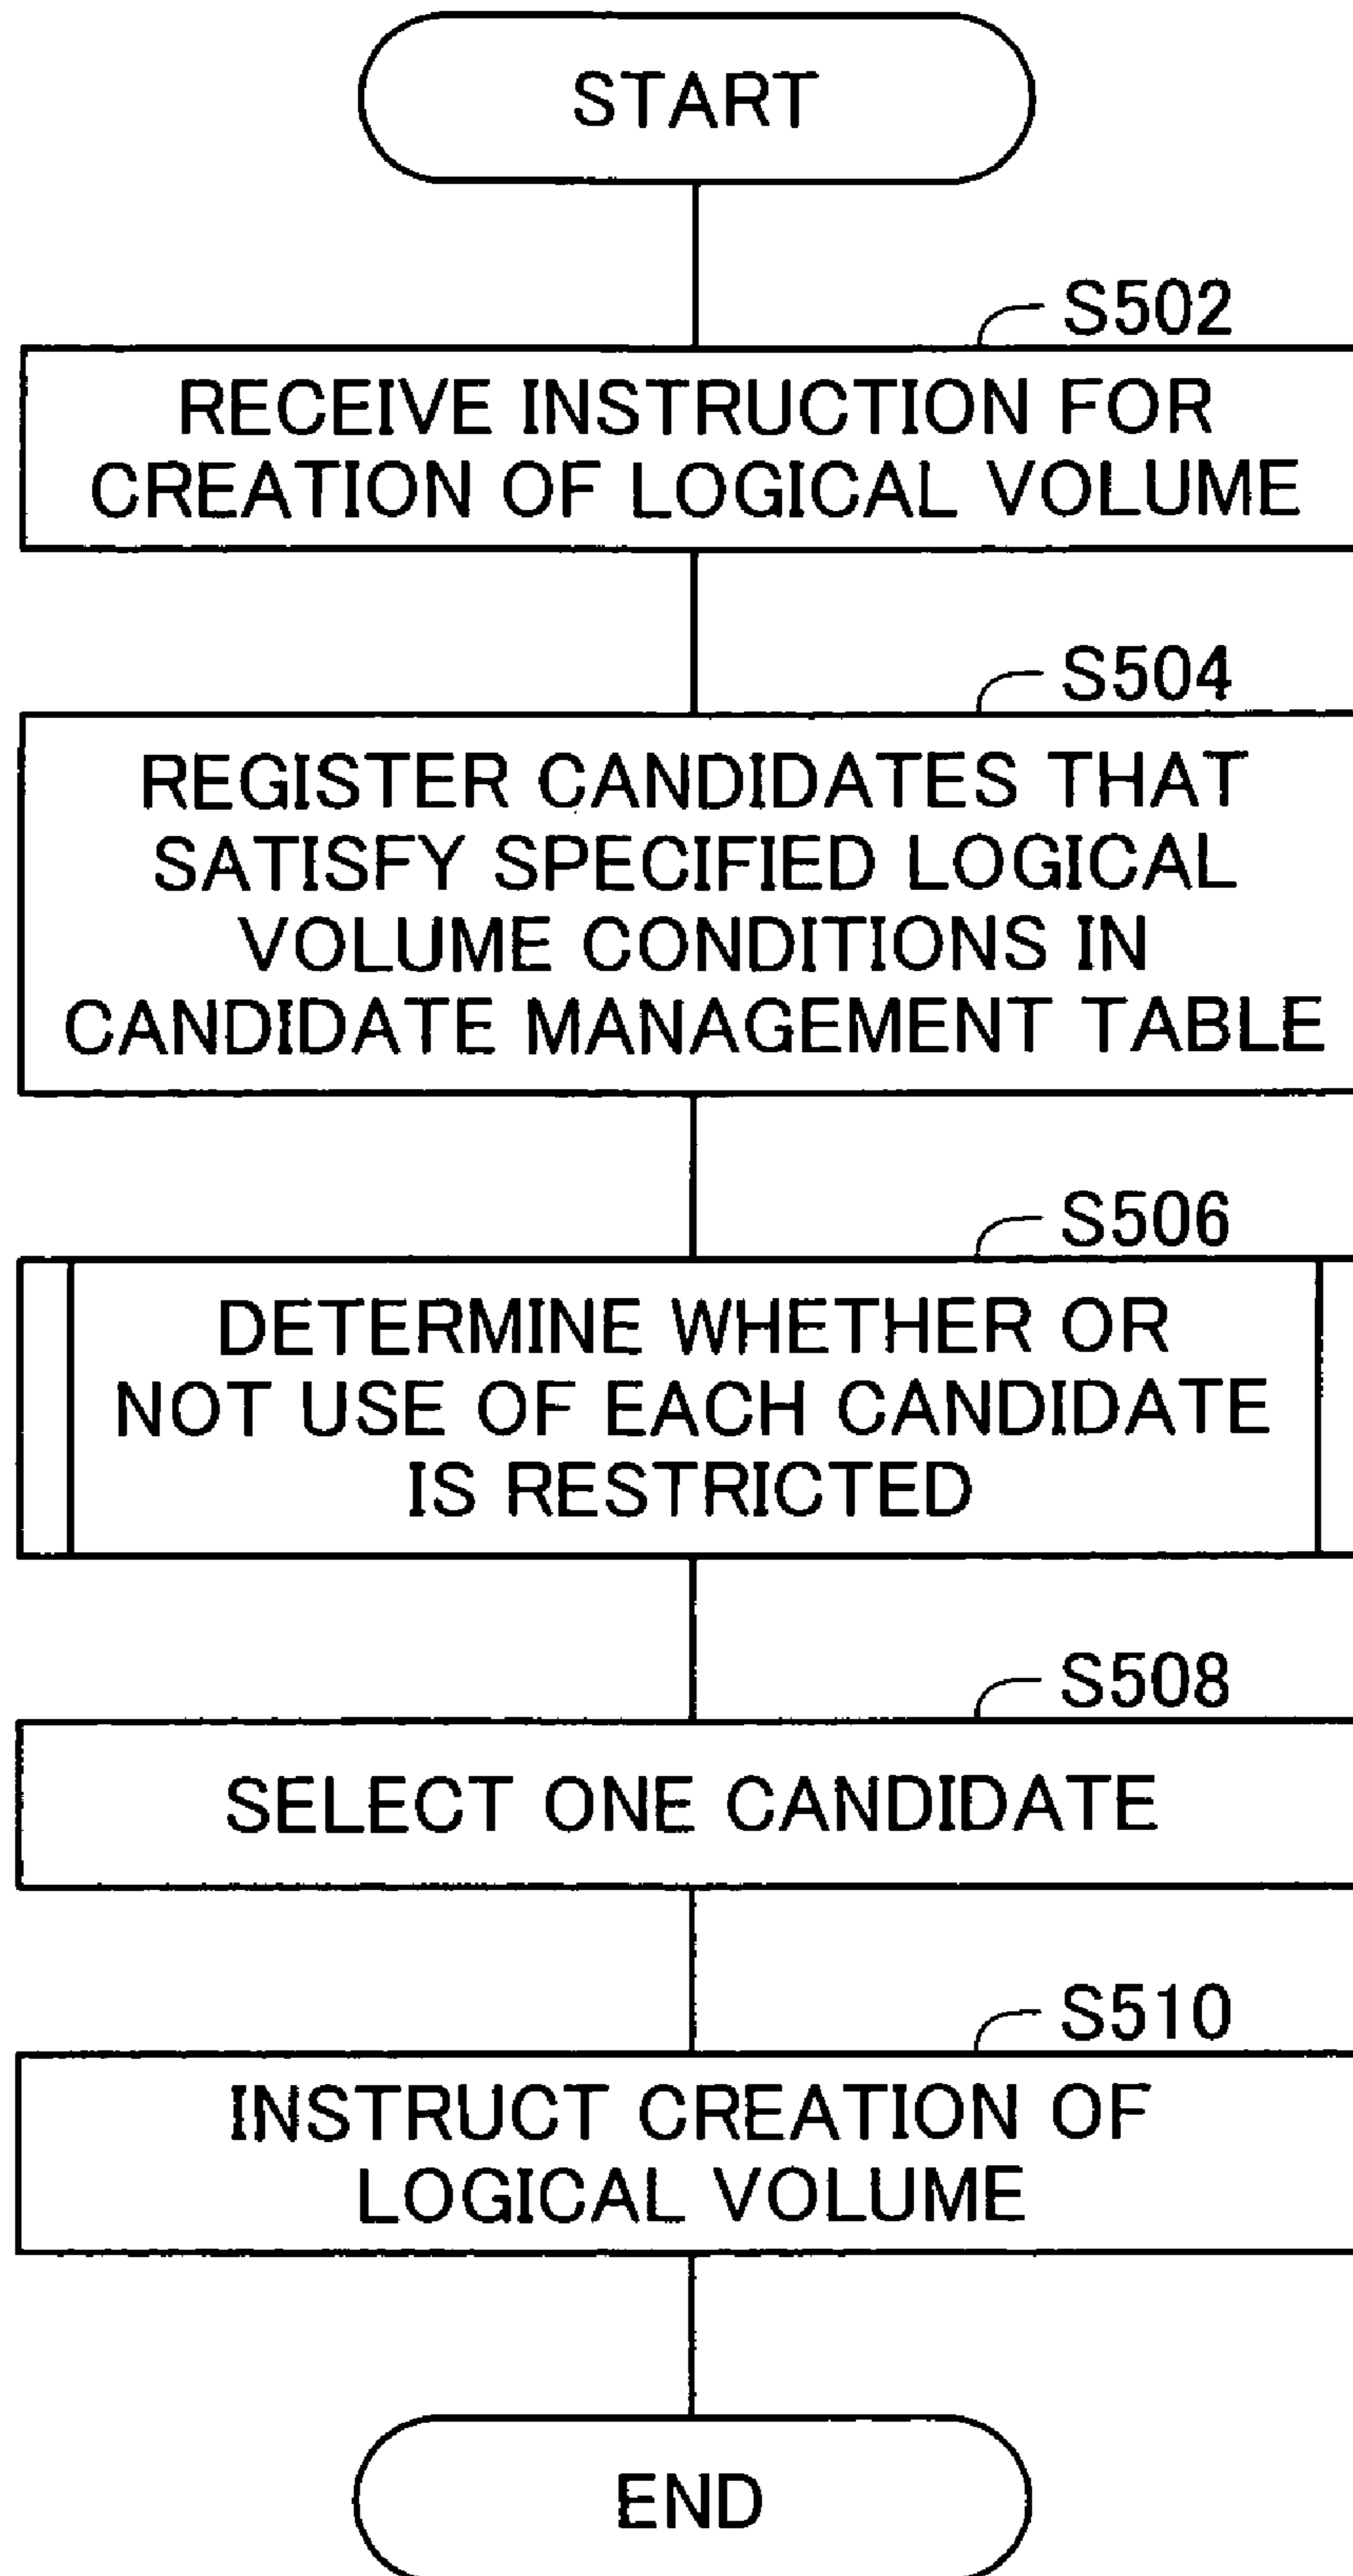 START
S502
RECEIVE INSTRUCTION FOR
CREATION OF LOGICAL VOLUME
S504
REGISTER CANDIDATES THAT
SATISFY SPECIFIED LOGICAL
VOLUME CONDITIONS IN
CANDIDATE MANAGEMENT TABLE
S506
DETERMINE WHETHER OR
NOT USE OF EACH CANDIDATE
IS RESTRICTED
S508
SELECT ONE CANDIDATE
S510
INSTRUCT CREATION OF
LOGICAL VOLUME
END